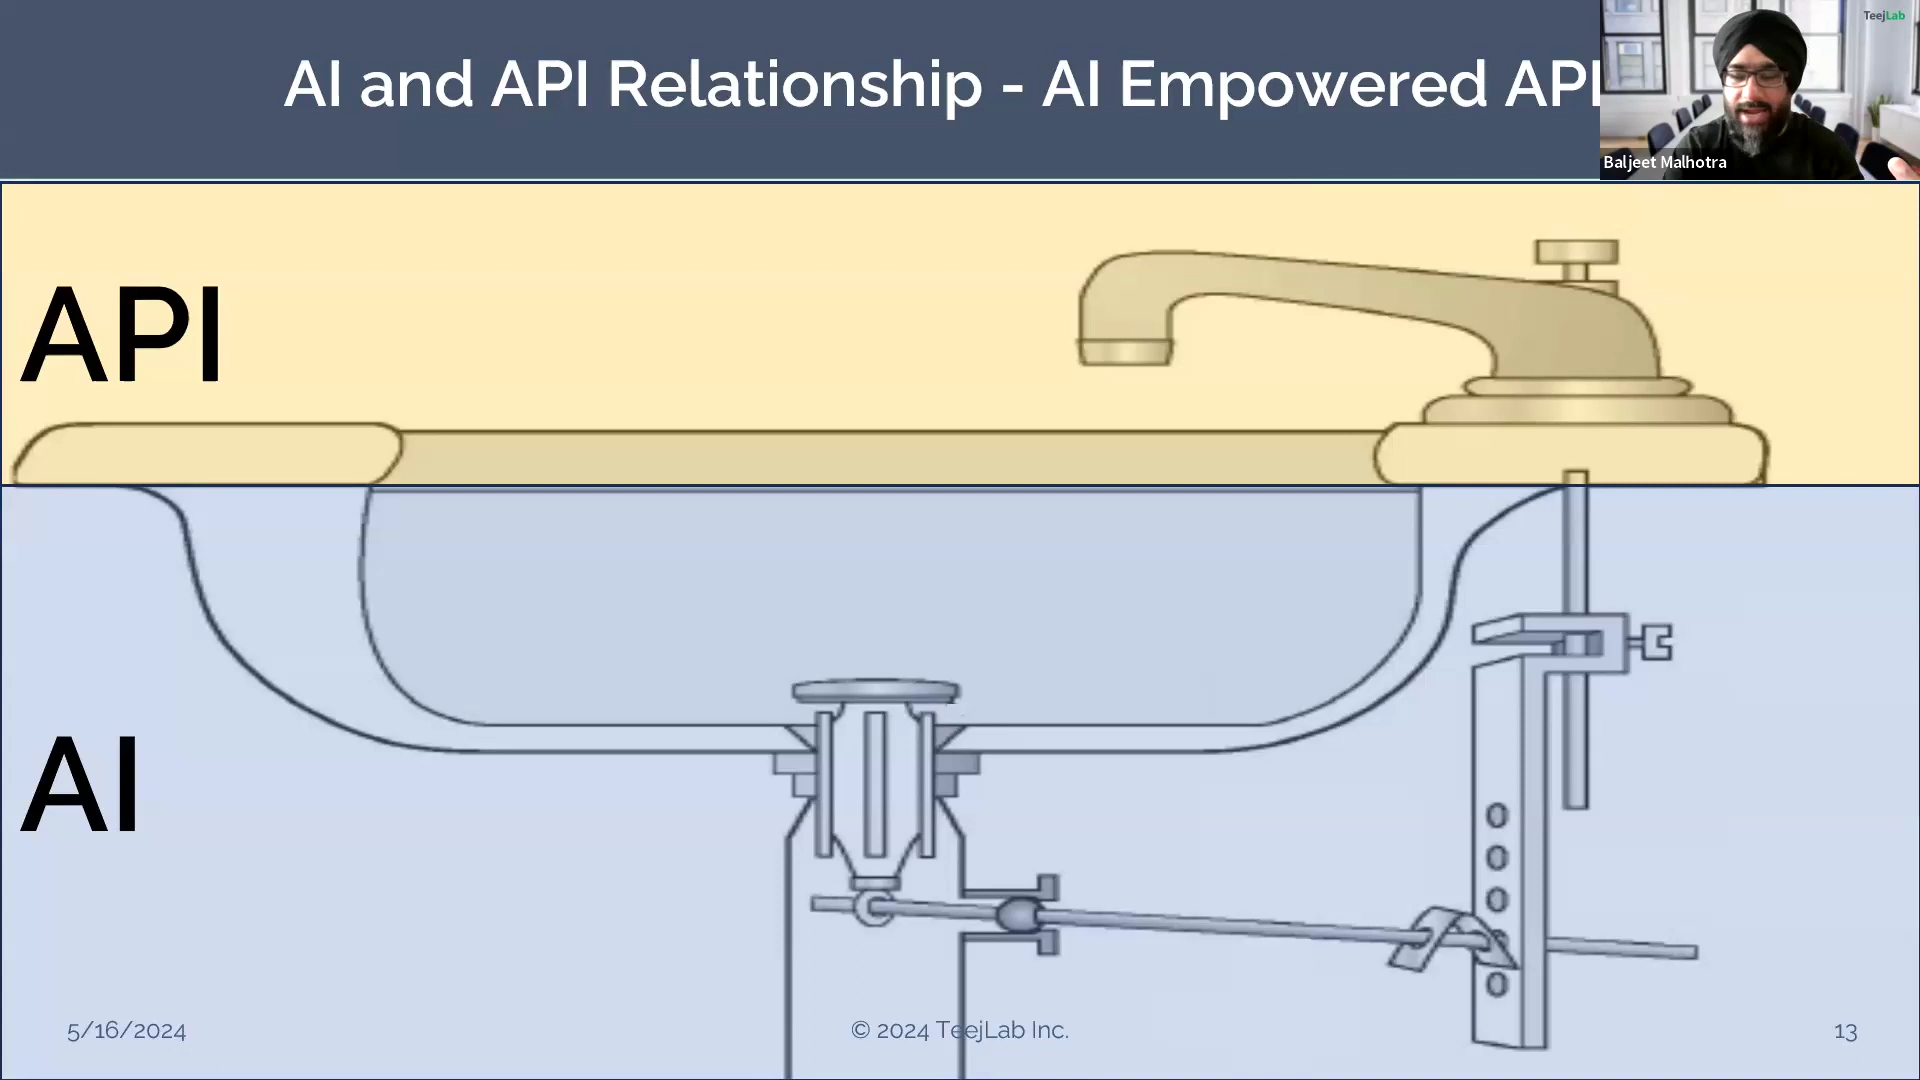 AI and API Relationship - AI Empowered API
TeejLab
Baljeet Malhotra
API
AI
5/16/2024
© 2024 TeejLab Inc.
13